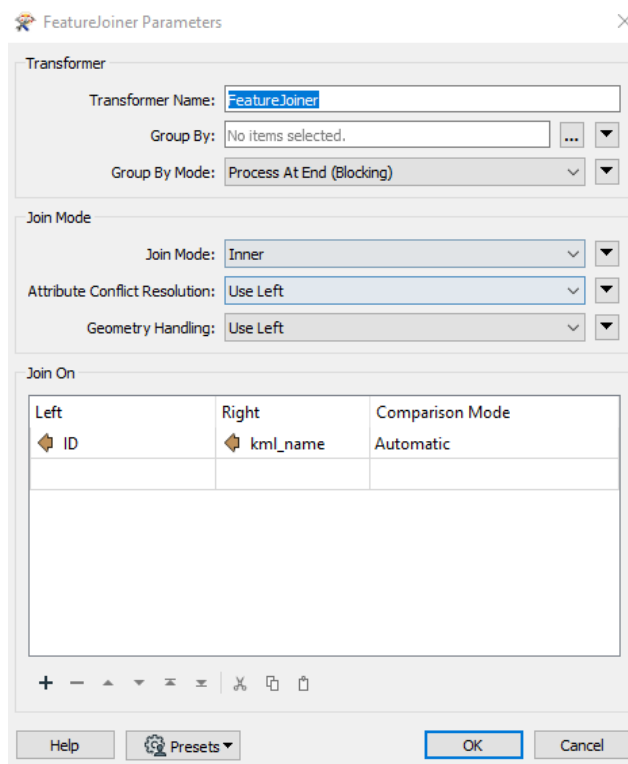 FeatureJoiner Parameters
Transformer
Transformer Name: FeatureJoiner
Group By: No items selected. ...
Group By Mode: Process At End (Blocking)
Join Mode
Join Mode: Inner
Attribute Conflict Resolution: Use Left
Geometry Handling: Use Left
Join On
Left Right Comparison Mode
ID kml_name Automatic
Help Presets OK Cancel